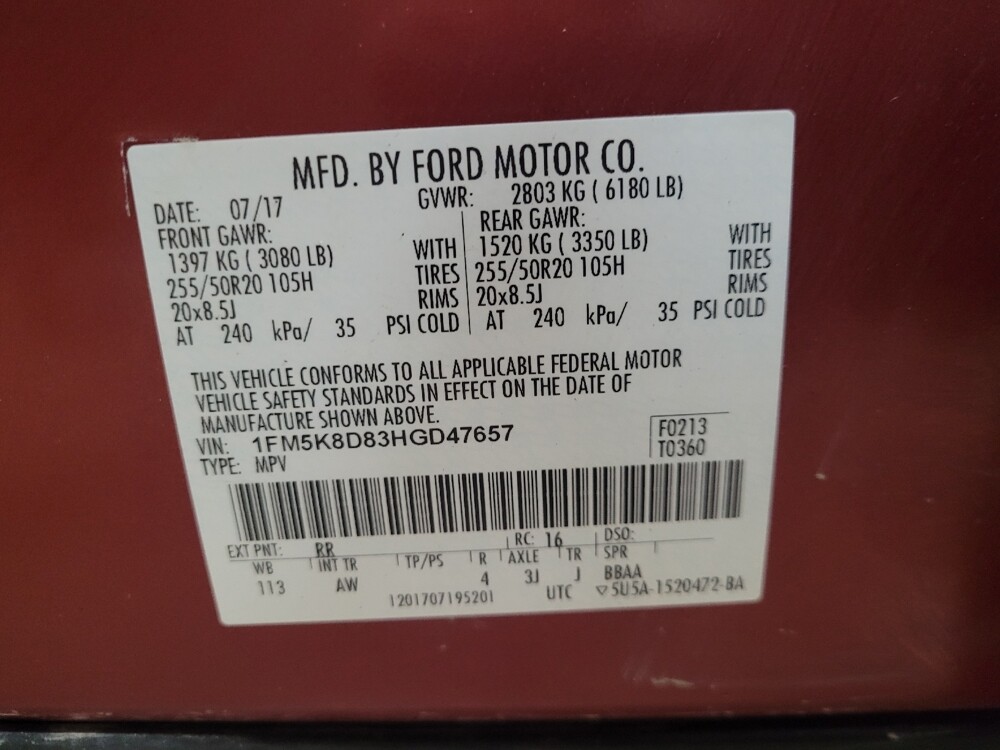 MFD. BY FORD MOTOR CO.
DATE: 07/17 GVWR: 2803 KG ( 6180 LB)
FRONT GAWR: REAR GAWR:
1397 KG ( 3080 LB) WITH 1520 KG ( 3350 LB) WITH
255/50R20 105H TIRES 255/50R20 105H TIRES
20x8.5J RIMS 20x8.5J RIMS
AT 240 kPa/ 35 PSI COLD AT 240 kPa/ 35 PSI COLD
THIS VEHICLE CONFORMS TO ALL APPLICABLE FEDERAL MOTOR
VEHICLE SAFETY STANDARDS IN EFFECT ON THE DATE OF
MANUFACTURE SHOWN ABOVE.
VIN: 1FM5K8D83HGD47657 F0213
TYPE: MPV T0360
EXT PNT: RR RC: 16 DSO:
WB INT TR TP/PS R AXLE TR SPR
113 AW 4 3J J BBAA
1201707195201 UTC ▽5U5A-1520472-BA